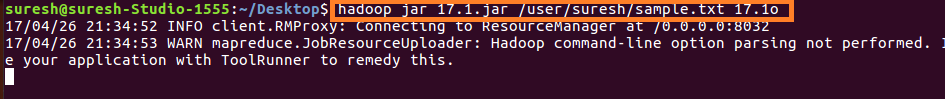 suresh@suresh-Studio-1555:~/Desktop$ hadoop jar 17.1.jar /user/suresh/sample.txt 17.1o
17/04/26 21:34:52 INFO client.RMProxy: Connecting to ResourceManager at /0.0.0.0:8032
17/04/26 21:34:53 WARN mapreduce.JobResourceUploader: Hadoop command-line option parsing not performed.
e your application with ToolRunner to remedy this.